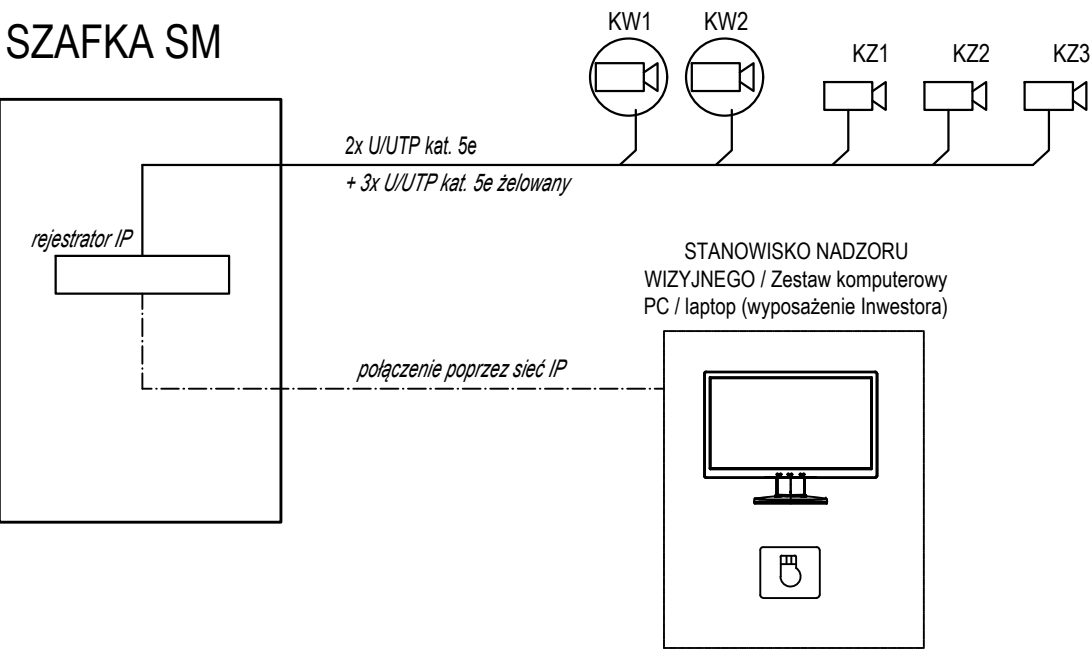 SZAFKA SM
KW1
KW2
KZ1
KZ2
KZ3
2x U/UTP kat. 5e
+ 3x U/UTP kat. 5e żelowany
rejestrator IP
STANOWISKO NADZORU
WIZYJNEGO / Zestaw komputerowy
PC / laptop (wyposażenie Inwestora)
połączenie poprzez sieć IP